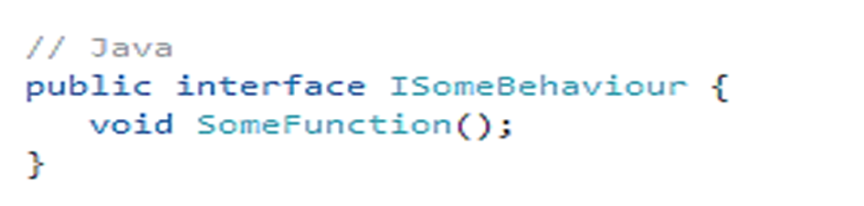 // Java
public interface ISomeBehaviour {
void SomeFunction();
}